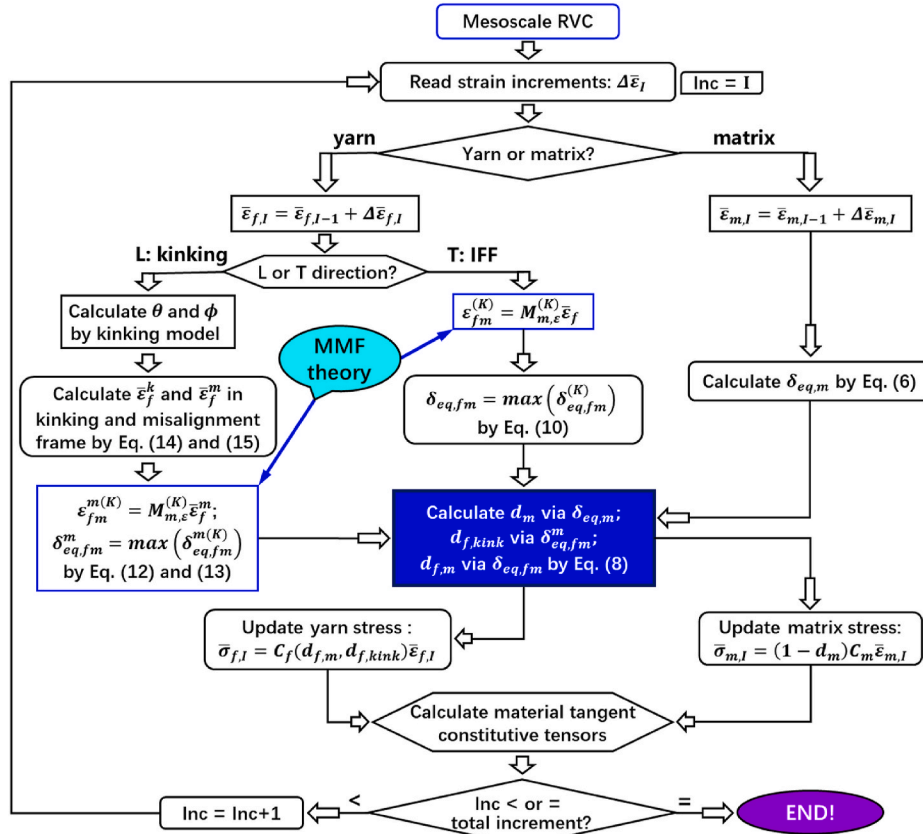 Mesoscale RVC
Read strain increments: Δε̄_I
Inc = I
yarn
Yarn or matrix?
matrix
ε̄_{f,I} = ε̄_{f,I−1} + Δε̄_{f,I}
ε̄_{m,I} = ε̄_{m,I−1} + Δε̄_{m,I}
L: kinking
L or T direction?
T: IFF
Calculate θ and ϕ
by kinking model
ε_{fm}^{(K)} = M_{m,ε}^{(K)} ε̄_f
MMF
theory
Calculate ε̄_f^k and ε̄_f^m in
kinking and misalignment
frame by Eq. (14) and (15)
δ_{eq,fm} = max(δ_{eq,fm}^{(K)})
by Eq. (10)
Calculate δ_{eq,m} by Eq. (6)
ε_{fm}^{m(K)} = M_{m,ε}^{(K)} ε̄_f^m;
δ_{eq,fm}^m = max(δ_{eq,fm}^{m(K)})
by Eq. (12) and (13)
Calculate d_m via δ_{eq,m};
d_{f,kink} via δ_{eq,fm}^m;
d_{f,m} via δ_{eq,fm} by Eq. (8)
Update yarn stress :
σ̄_{f,I} = C_f(d_{f,m}, d_{f,kink})ε̄_{f,I}
Update matrix stress:
σ̄_{m,I} = (1 − d_m)C_m ε̄_{m,I}
Calculate material tangent
constitutive tensors
Inc = Inc+1
<
Inc < or =
total increment?
=
END!